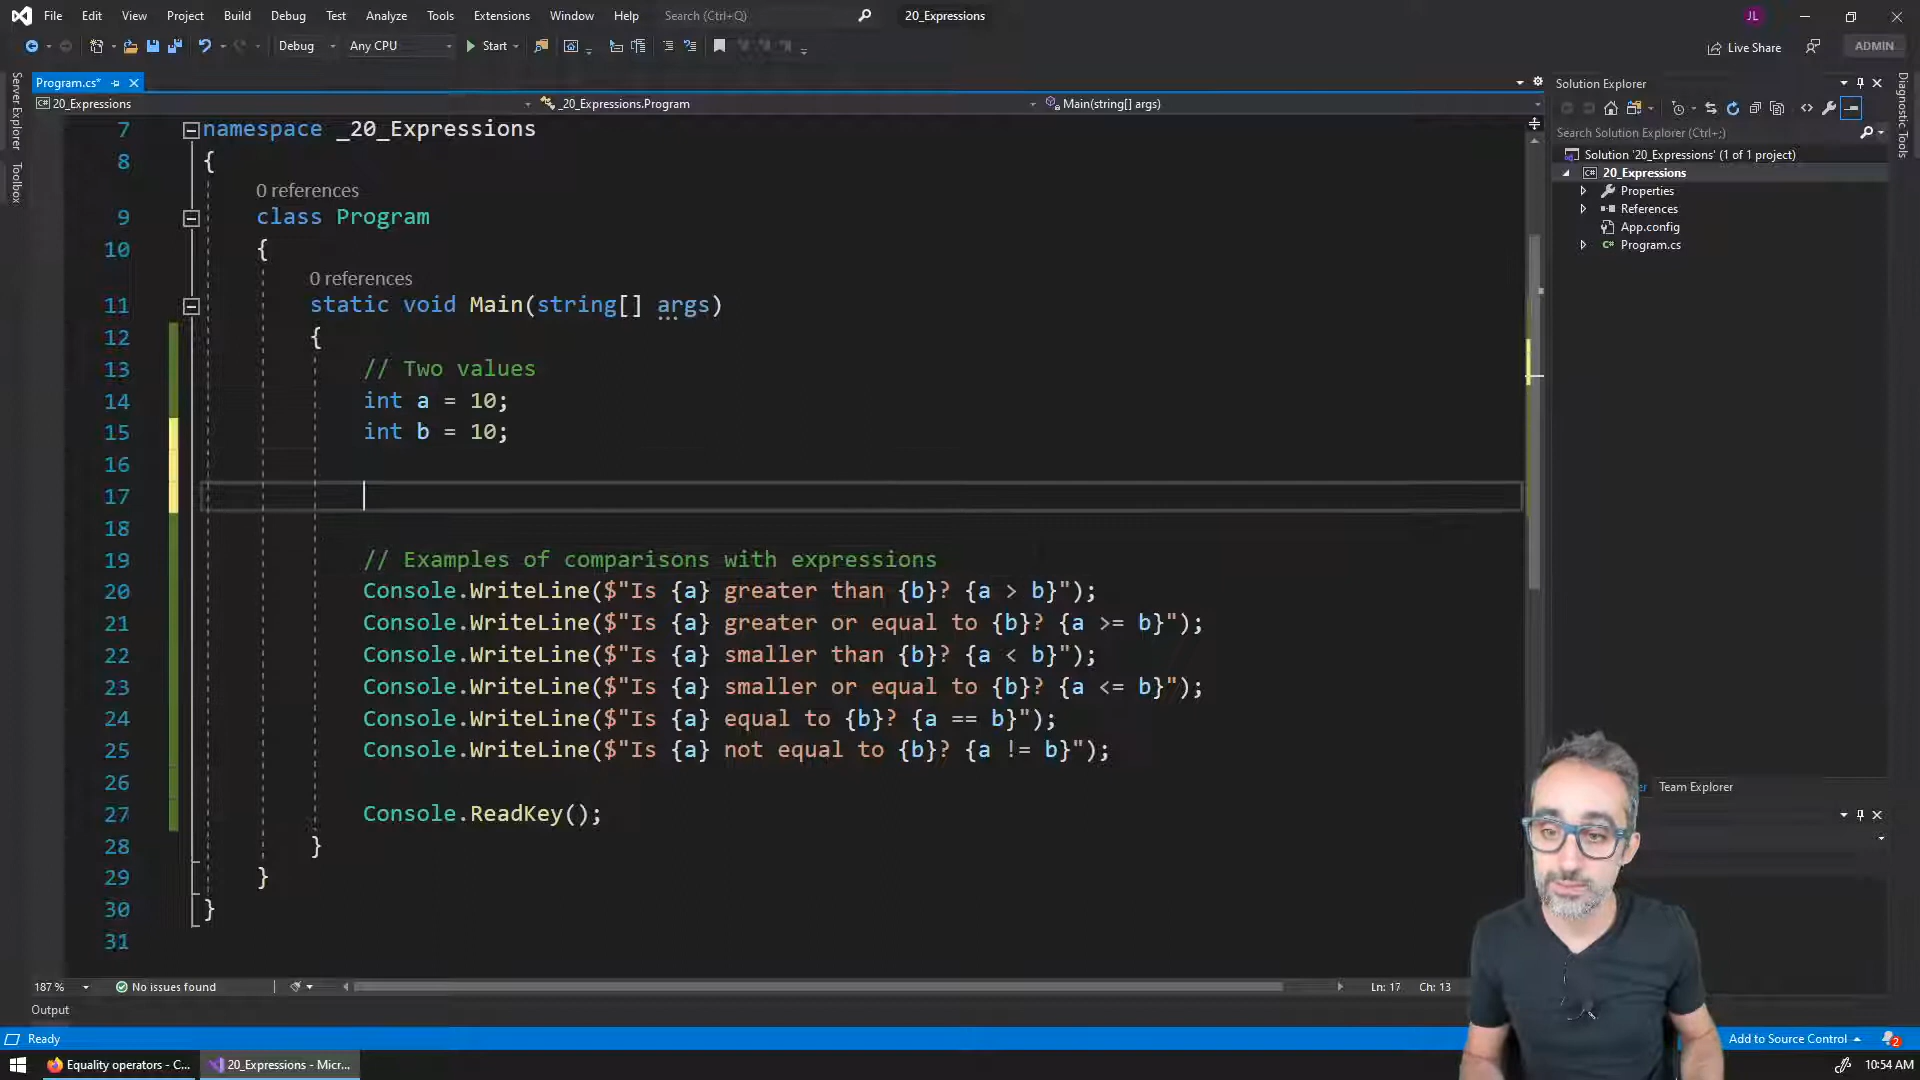 File Edit View Project Build Debug Test Analyze Tools Extensions Window Help Search (Ctrl+Q) 20_Expressions JL
Debug Any CPU Start Live Share ADMIN
Program.cs* Solution Explorer
20_Expressions _20_Expressions.Program Main(string[] args)
Search Solution Explorer (Ctrl+;)
Solution '20_Expressions' (1 of 1 project)
20_Expressions
Properties
References
App.config
Program.cs
Server Explorer
Toolbox
Diagnostic Tools
7 namespace _20_Expressions
8 {
0 references
9 class Program
10 {
0 references
11 static void Main(string[] args)
12 {
13 // Two values
14 int a = 10;
15 int b = 10;
16
17
18
19 // Examples of comparisons with expressions
20 Console.WriteLine($"Is {a} greater than {b}? {a > b}");
21 Console.WriteLine($"Is {a} greater or equal to {b}? {a >= b}");
22 Console.WriteLine($"Is {a} smaller than {b}? {a < b}");
23 Console.WriteLine($"Is {a} smaller or equal to {b}? {a <= b}");
24 Console.WriteLine($"Is {a} equal to {b}? {a == b}");
25 Console.WriteLine($"Is {a} not equal to {b}? {a != b}");
26
27 Console.ReadKey();
28 }
29 }
30 }
31
Team Explorer
187 % No issues found Ln: 17 Ch: 13
Output
Ready Add to Source Control 2
Equality operators - C... 20_Expressions - Micr... 10:54 AM